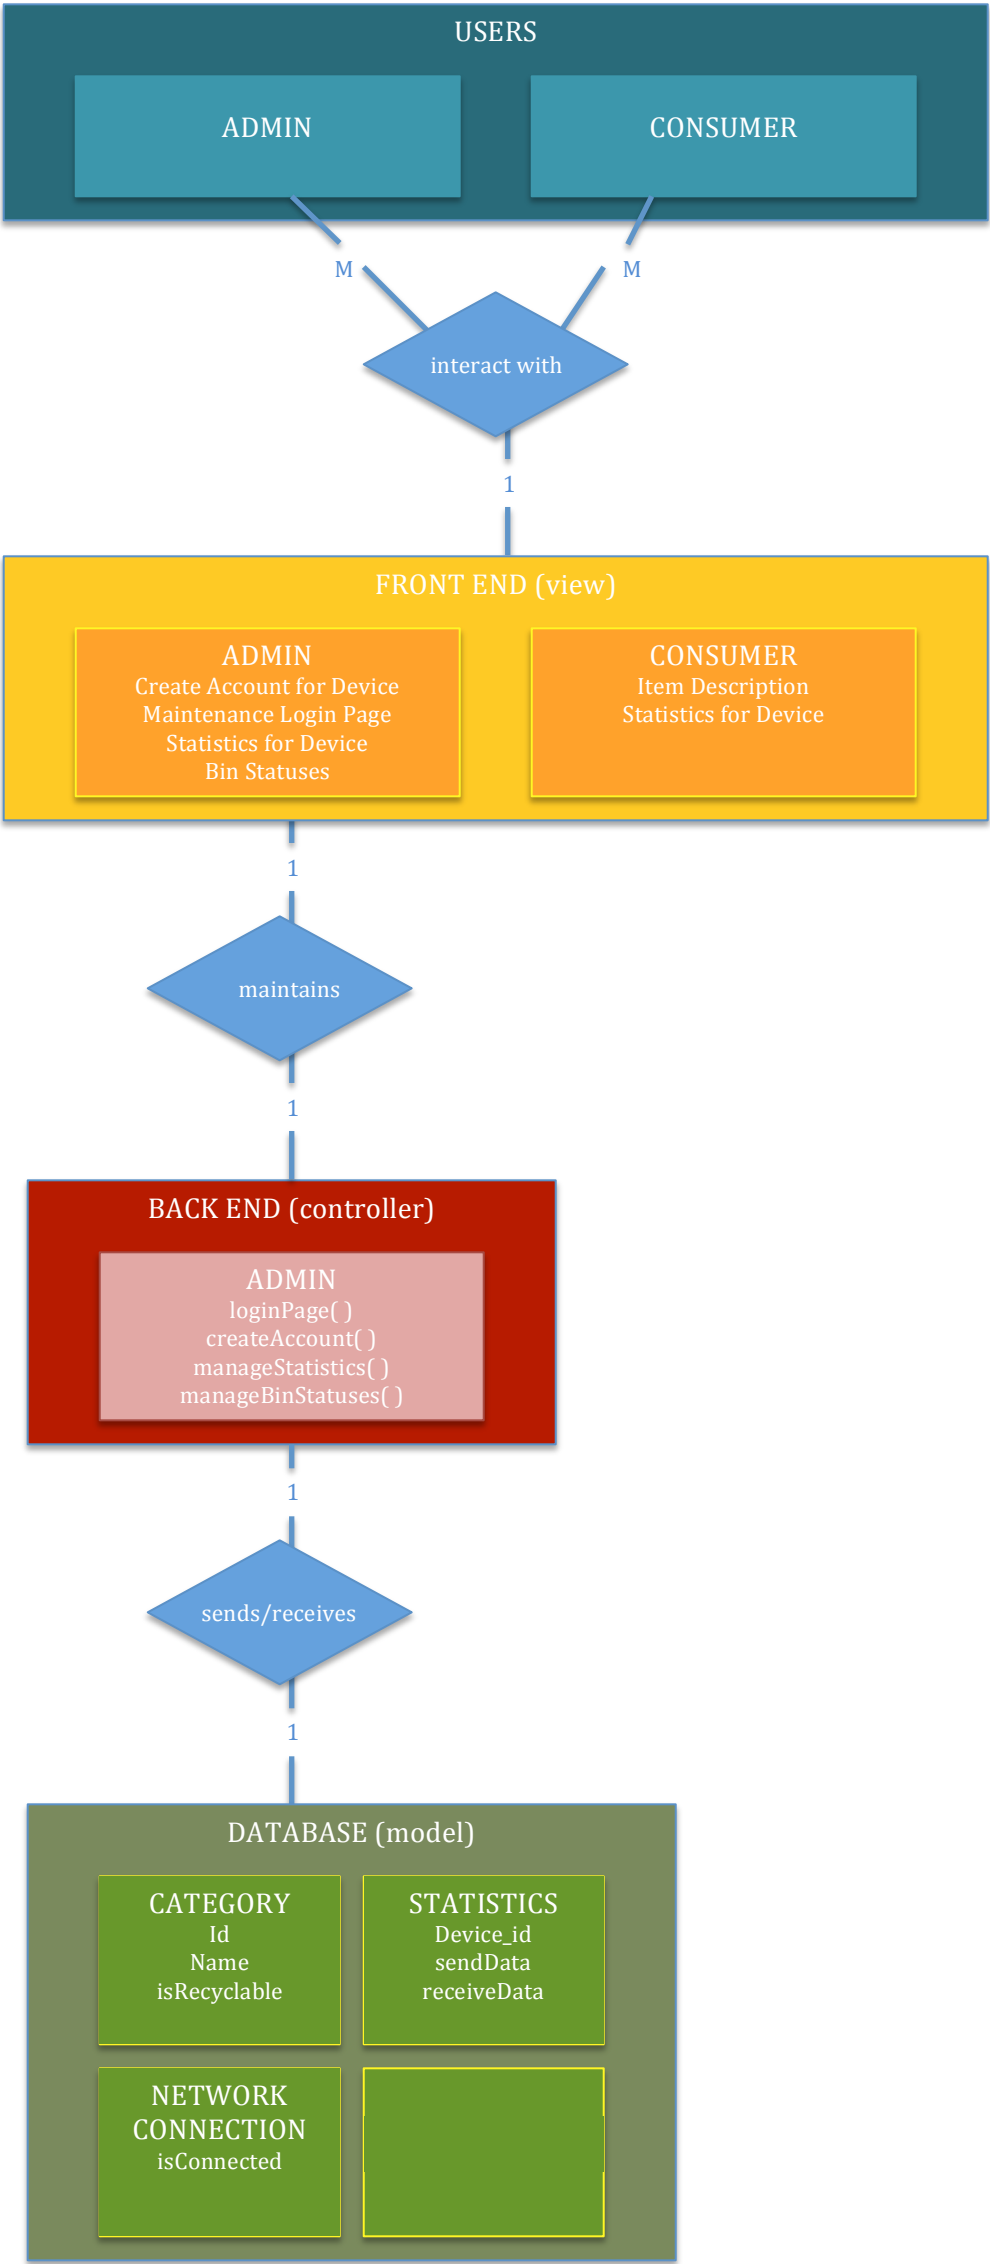 USERS
ADMIN
CONSUMER
M
M
interact with
1
FRONT END (view)
ADMIN
Create Account for Device
Maintenance Login Page
Statistics for Device
Bin Statuses
CONSUMER
Item Description
Statistics for Device
1
maintains
1
BACK END (controller)
ADMIN
loginPage( )
createAccount( )
manageStatistics( )
manageBinStatuses( )
1
sends/receives
1
DATABASE (model)
CATEGORY
Id
Name
isRecyclable
STATISTICS
Device_id
sendData
receiveData
NETWORK
CONNECTION
isConnected